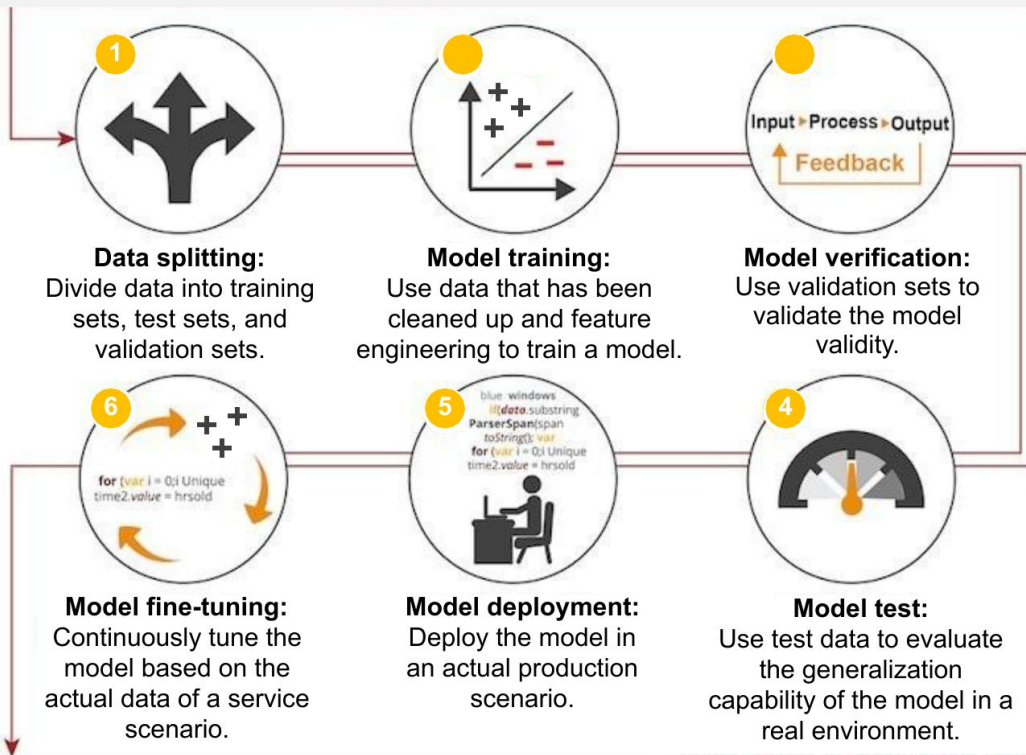 1
Data splitting:
Divide data into training
sets, test sets, and
validation sets.
Model training:
Use data that has been
cleaned up and feature
engineering to train a model.
Input Process Output
Feedback
Model verification:
Use validation sets to
validate the model
validity.
6
for (var i = 0;i Unique
time2.value = hrsold
Model fine-tuning:
Continuously tune the
model based on the
actual data of a service
scenario.
5
blue windows
if(data.substring
ParserSpan(span
toString(); var
for (var i = 0;i Unique
time2.value = hrsold
Model deployment:
Deploy the model in
an actual production
scenario.
4
Model test:
Use test data to evaluate
the generalization
capability of the model in a
real environment.